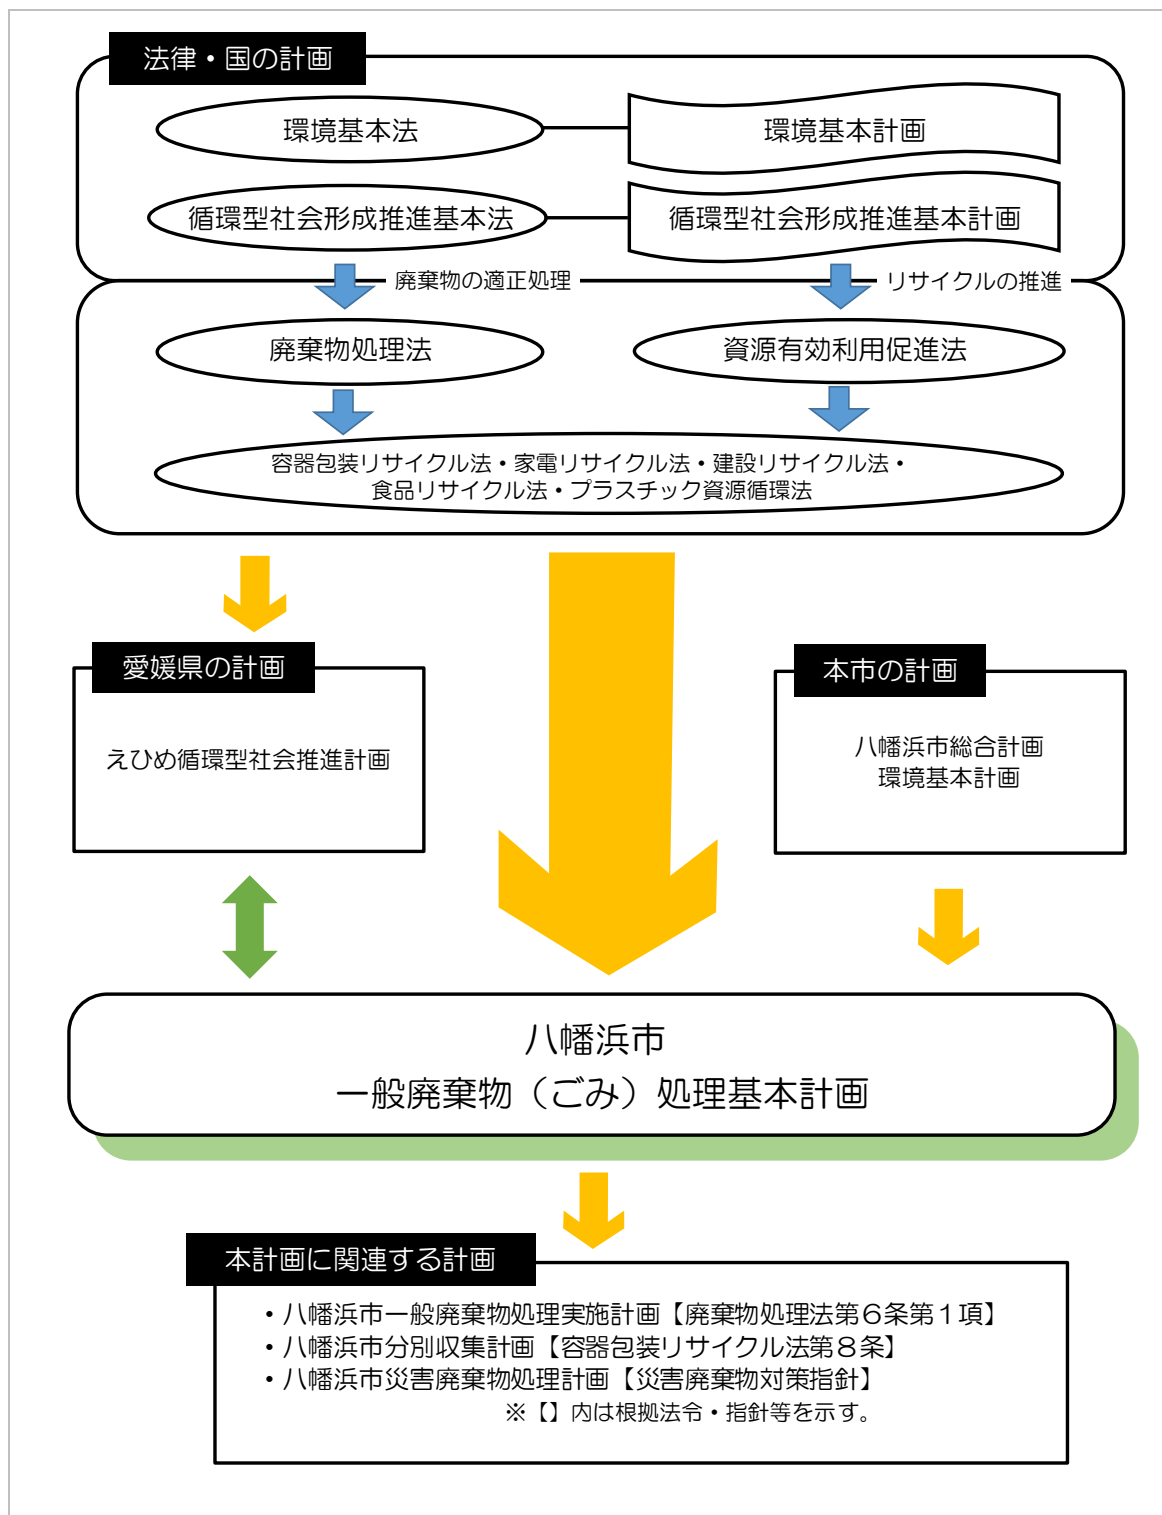 法律・国の計画
環境基本法
環境基本計画
循環型社会形成推進基本法
循環型社会形成推進基本計画
廃棄物の適正処理
リサイクルの推進
廃棄物処理法
資源有効利用促進法
容器包装リサイクル法・家電リサイクル法・建設リサイクル法・
食品リサイクル法・プラスチック資源循環法
愛媛県の計画
えひめ循環型社会推進計画
本市の計画
八幡浜市総合計画
環境基本計画
八幡浜市
一般廃棄物（ごみ）処理基本計画
本計画に関連する計画
・八幡浜市一般廃棄物処理実施計画【廃棄物処理法第６条第１項】
・八幡浜市分別収集計画【容器包装リサイクル法第８条】
・八幡浜市災害廃棄物処理計画【災害廃棄物対策指針】
※【】内は根拠法令・指針等を示す。